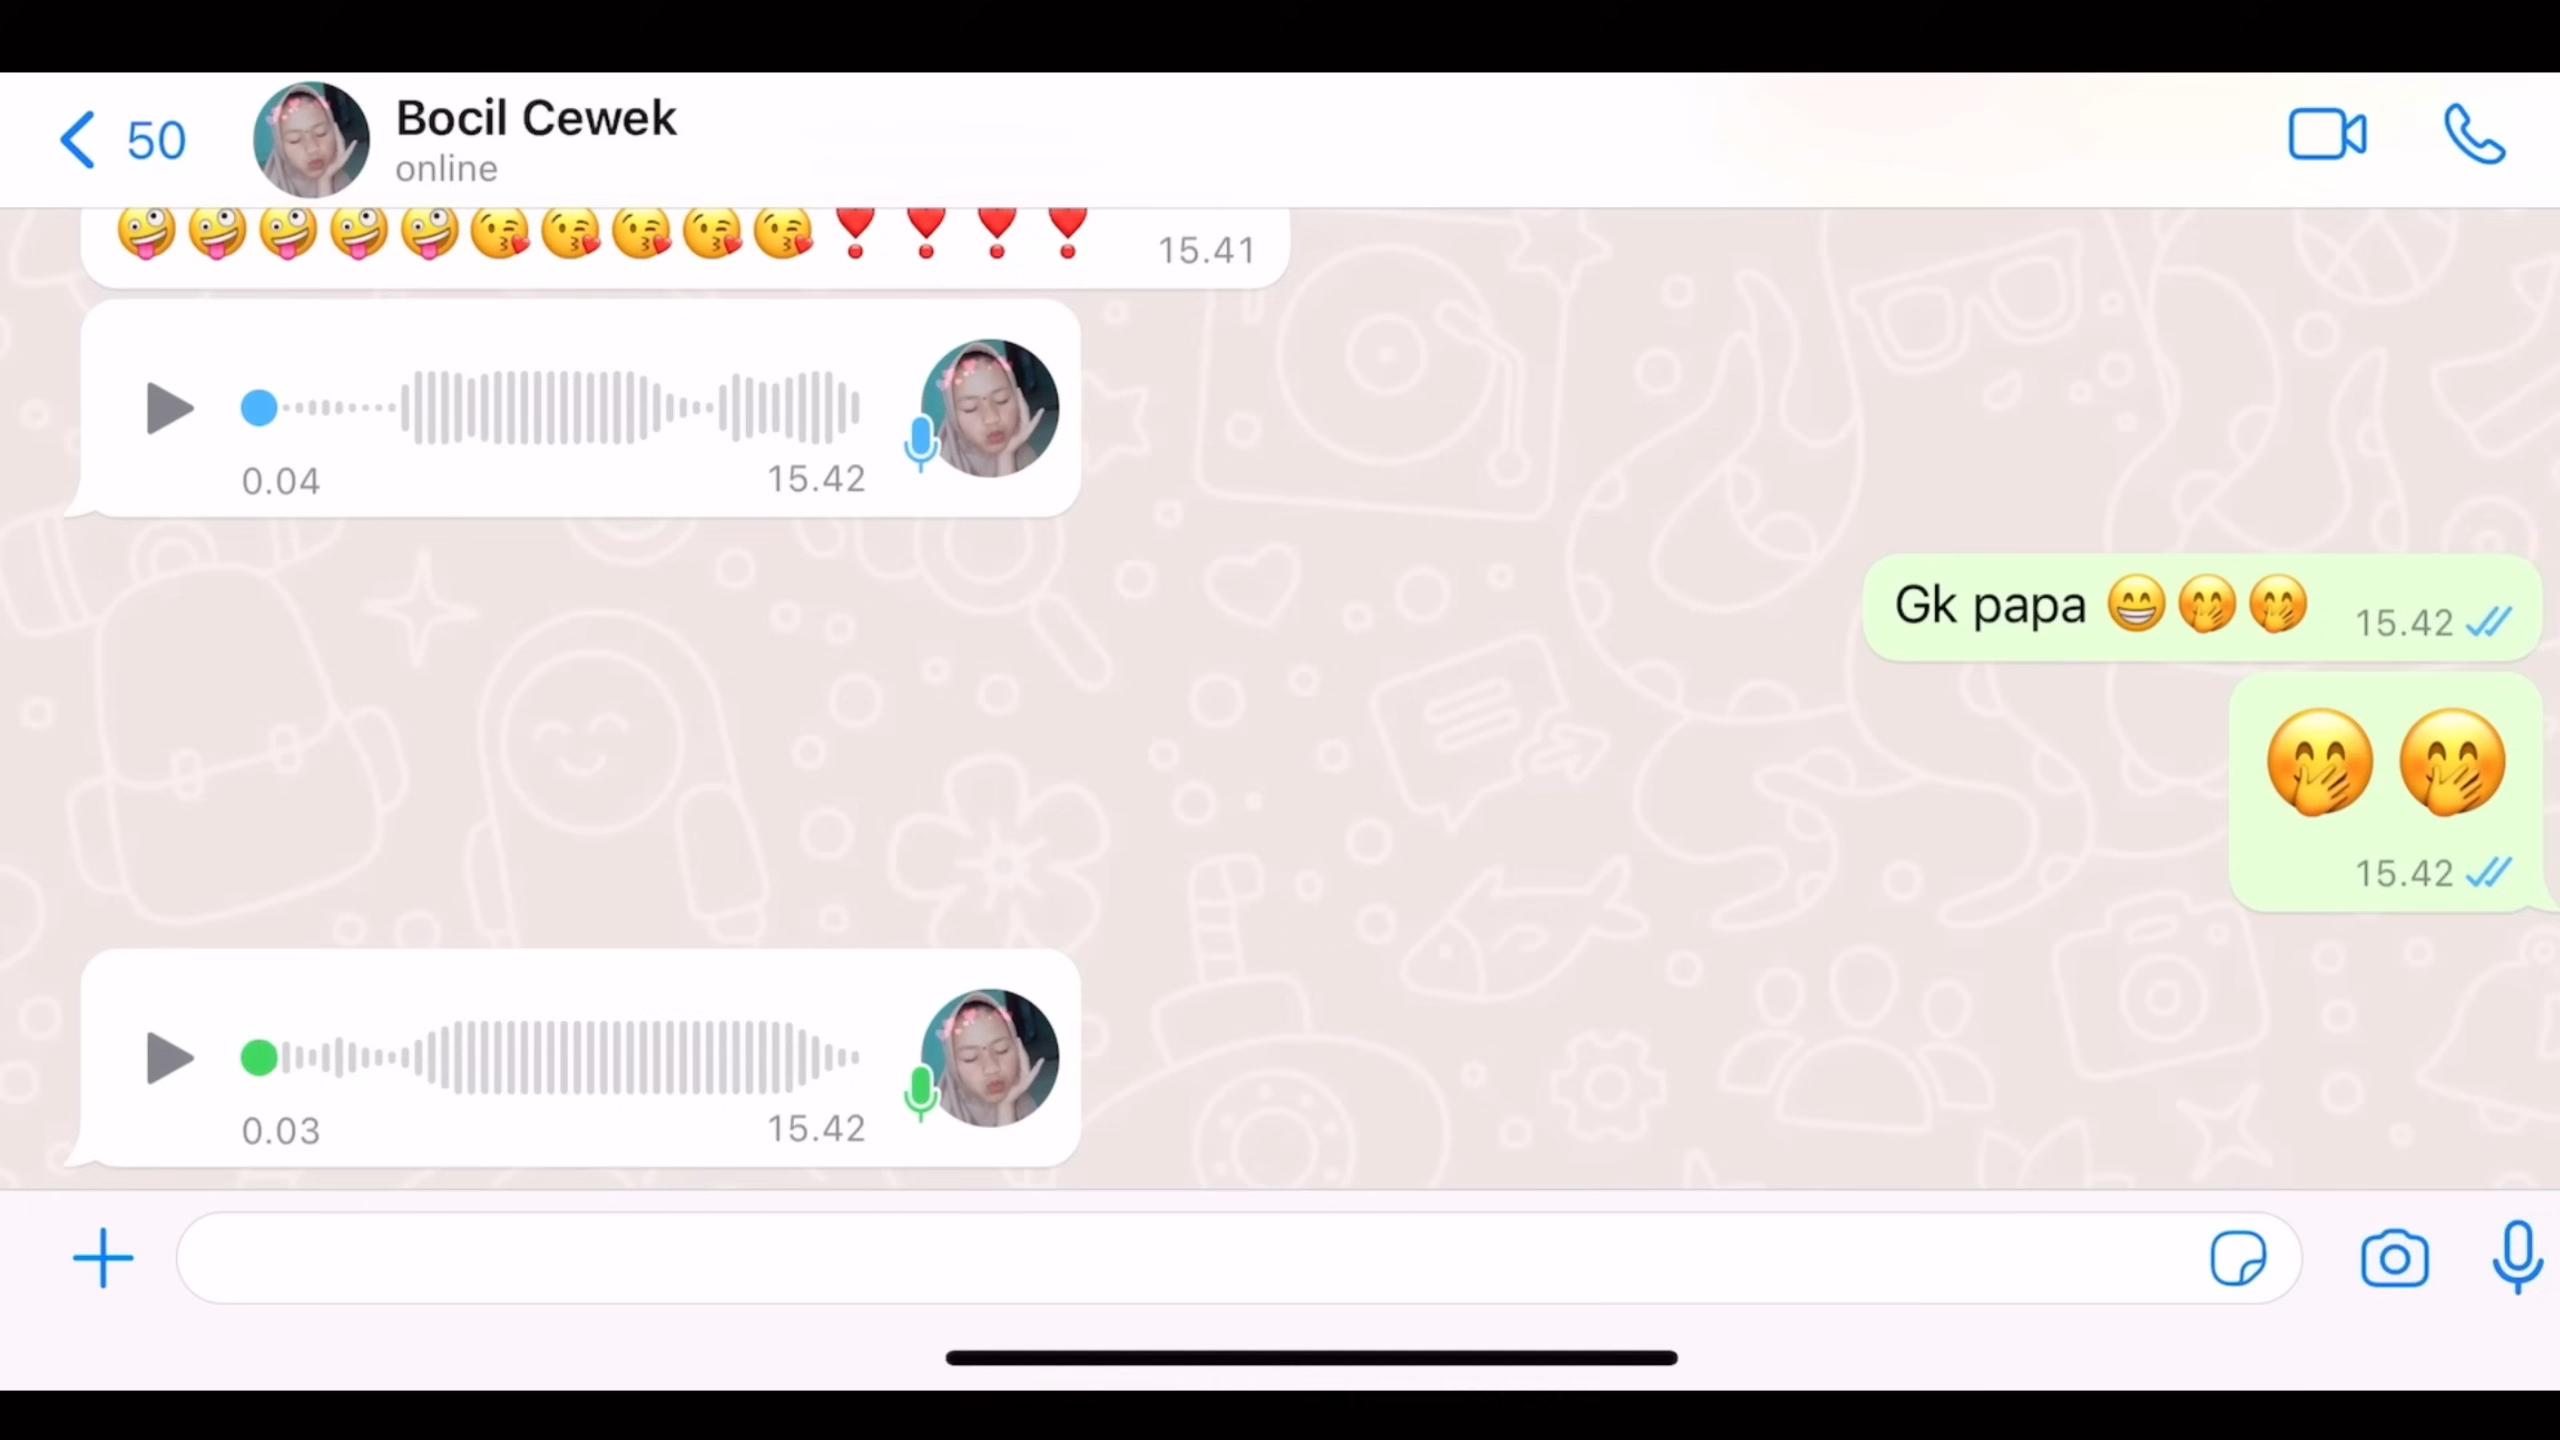 50
Bocil Cewek
online
🤪🤪🤪🤪🤪😘😘😘😘😘❣️❣️❣️❣️ 15.41
0.04 15.42
Gk papa 😁🤭🤭 15.42
🤭🤭
15.42
0.03 15.42